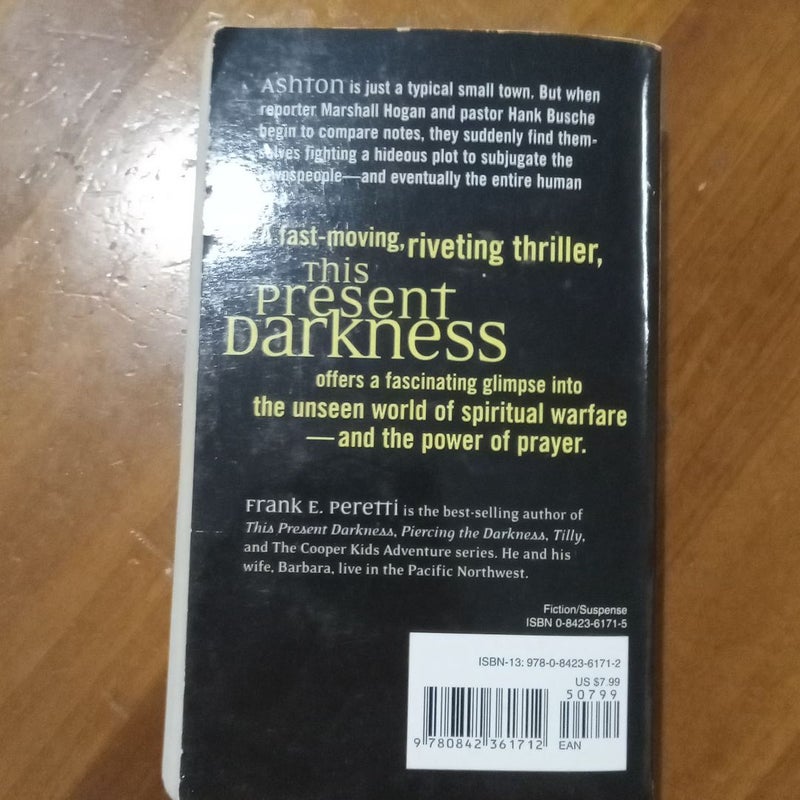 Ashton is just a typical small town. But when
reporter Marshall Hogan and pastor Hank Busche
begin to compare notes, they suddenly find them-
selves fighting a hideous plot to subjugate the
townspeople—and eventually the entire human
A fast-moving, riveting thriller,
This
Present
Darkness
offers a fascinating glimpse into
the unseen world of spiritual warfare
—and the power of prayer.
Frank E. Peretti is the best-selling author of
This Present Darkness, Piercing the Darkness, Tilly,
and The Cooper Kids Adventure series. He and his
wife, Barbara, live in the Pacific Northwest.
Fiction/Suspense
ISBN 0-8423-6171-5
ISBN-13: 978-0-8423-6171-2
US $7.99
50799
9 780842 361712
EAN